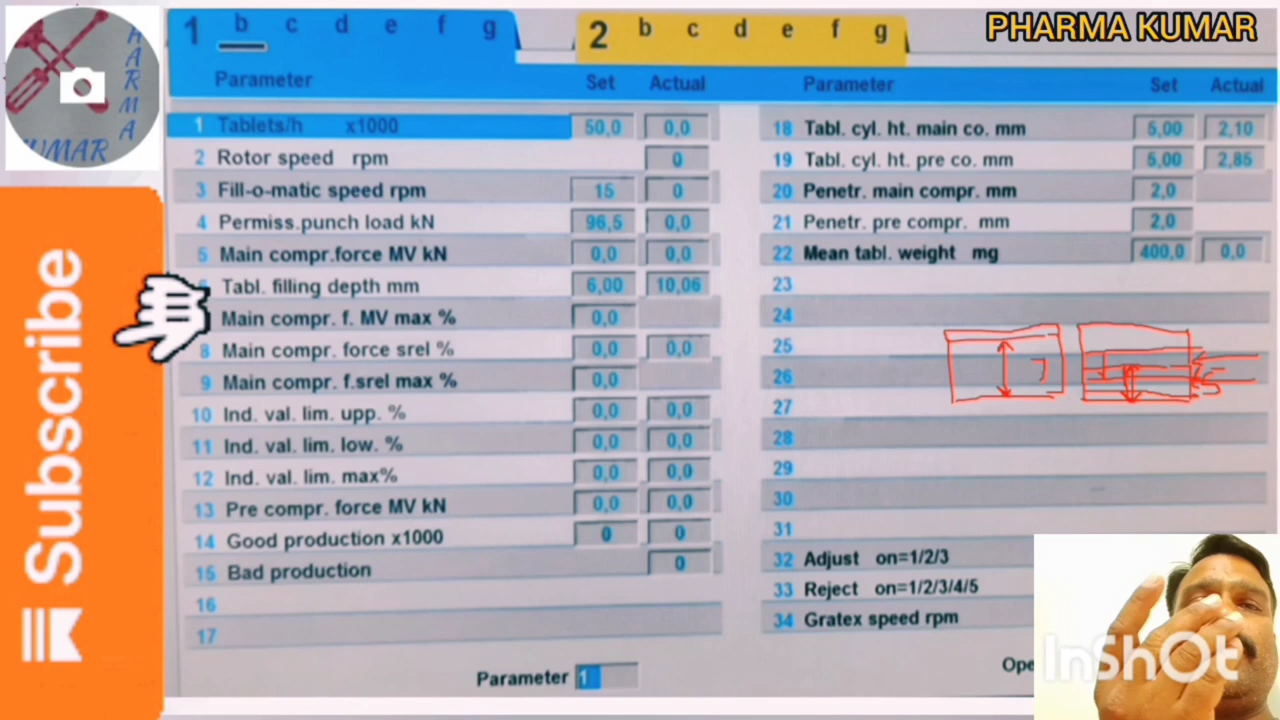 PHARMA KUMAR
PHARMA
KUMAR
Subscribe
1 b c d e f g
2 b c d e f g
Parameter Set Actual
1 Tablets/h x1000 50,0 0,0
2 Rotor speed rpm 0
3 Fill-o-matic speed rpm 15 0
4 Permiss.punch load kN 96,5 0,0
5 Main compr.force MV kN 0,0 0,0
Tabl. filling depth mm 6,00 10,06
Main compr. f. MV max % 0,0
8 Main compr. force srel % 0,0 0,0
9 Main compr. f.srel max % 0,0
10 Ind. val. lim. upp. % 0,0 0,0
11 Ind. val. lim. low. % 0,0 0,0
12 Ind. val. lim. max% 0,0 0,0
13 Pre compr. force MV kN 0,0 0,0
14 Good production x1000 0 0
15 Bad production 0
16
17
Parameter Set Actual
18 Tabl. cyl. ht. main co. mm 5,00 2,10
19 Tabl. cyl. ht. pre co. mm 5,00 2,85
20 Penetr. main compr. mm 2,0
21 Penetr. pre compr. mm 2,0
22 Mean tabl. weight mg 400,0 0,0
23
24
25
26
27
28
29
30
31
32 Adjust on=1/2/3
33 Reject on=1/2/3/4/5
34 Gratex speed rpm
Parameter 1
Ope
InShOt